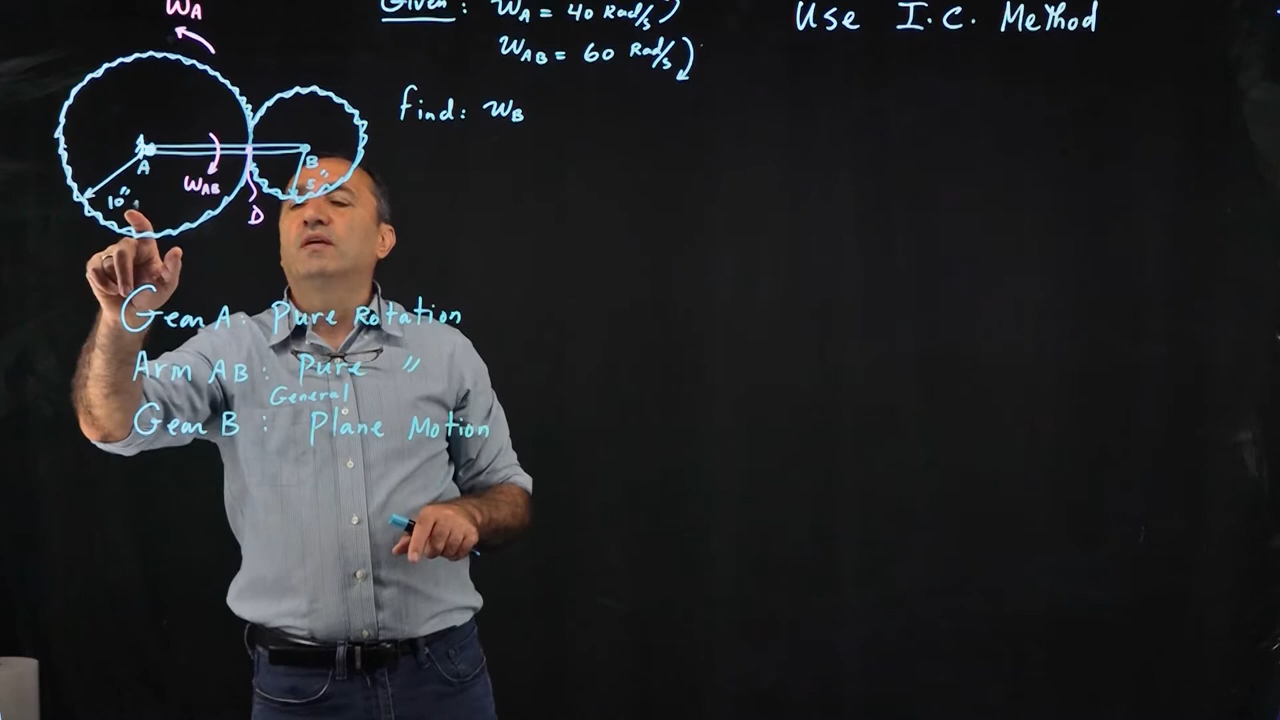 Given: ωA = 40 Rad/s
ωAB = 60 Rad/s
Use I.C. Method
find: ωB
ωA
A
B
10"
5"
ωAB
D
Gear A: Pure Rotation
Arm AB: Pure "
General
Gear B: Plane Motion